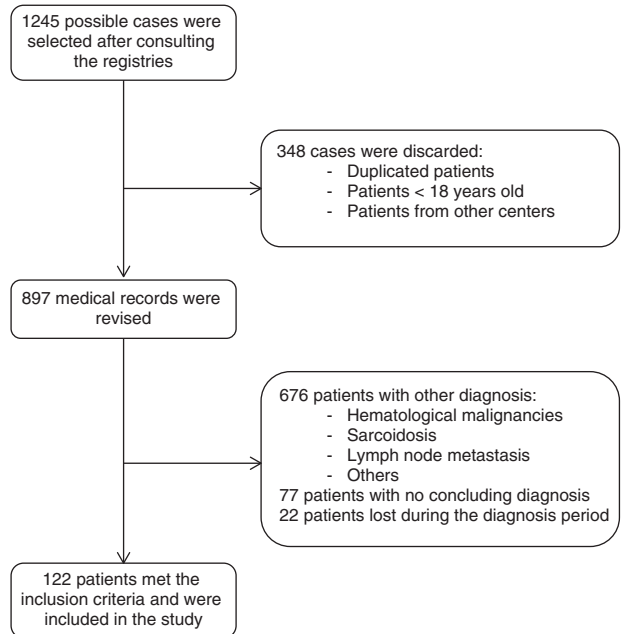 1245 possible cases were
selected after consulting
the registries
348 cases were discarded:
- Duplicated patients
- Patients < 18 years old
- Patients from other centers
897 medical records were
revised
676 patients with other diagnosis:
- Hematological malignancies
- Sarcoidosis
- Lymph node metastasis
- Others
77 patients with no concluding diagnosis
22 patients lost during the diagnosis period
122 patients met the
inclusion criteria and were
included in the study